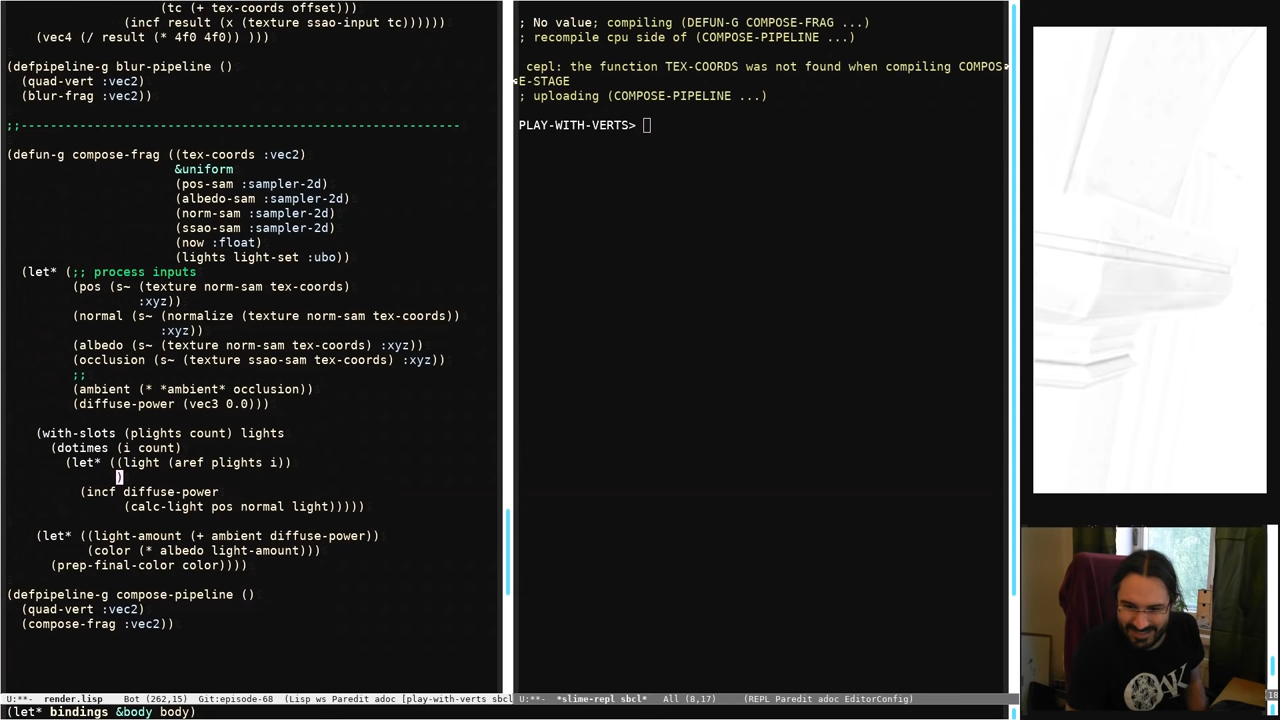 (tc (+ tex-coords offset)))
(incf result (x (texture ssao-input tc))))))
(vec4 (/ result (* 4f0 4f0)) )))
(defpipeline-g blur-pipeline ()
(quad-vert :vec2)
(blur-frag :vec2))
;;------------------------------------------------------------
(defun-g compose-frag ((tex-coords :vec2)
&uniform
(pos-sam :sampler-2d)
(albedo-sam :sampler-2d)
(norm-sam :sampler-2d)
(ssao-sam :sampler-2d)
(now :float)
(lights light-set :ubo))
(let* (;; process inputs
(pos (s~ (texture norm-sam tex-coords)
:xyz))
(normal (s~ (normalize (texture norm-sam tex-coords))
:xyz))
(albedo (s~ (texture norm-sam tex-coords) :xyz))
(occlusion (s~ (texture ssao-sam tex-coords) :xyz))
;;
(ambient (* *ambient* occlusion))
(diffuse-power (vec3 0.0)))
(with-slots (plights count) lights
(dotimes (i count)
(let* ((light (aref plights i))
)
(incf diffuse-power
(calc-light pos normal light)))))
(let* ((light-amount (+ ambient diffuse-power))
(color (* albedo light-amount)))
(prep-final-color color))))
(defpipeline-g compose-pipeline ()
(quad-vert :vec2)
(compose-frag :vec2))
U:**-  render.lisp   Bot (262,15)  Git:episode-68  (Lisp ws Paredit adoc [play-with-verts sbcl
(let* bindings &body body)
; No value; compiling (DEFUN-G COMPOSE-FRAG ...)
; recompile cpu side of (COMPOSE-PIPELINE ...)
cepl: the function TEX-COORDS was not found when compiling COMPOS
E-STAGE
; uploading (COMPOSE-PIPELINE ...)
PLAY-WITH-VERTS>
U:**-  *slime-repl sbcl*   All (8,17)   (REPL Paredit adoc EditorConfig)
18